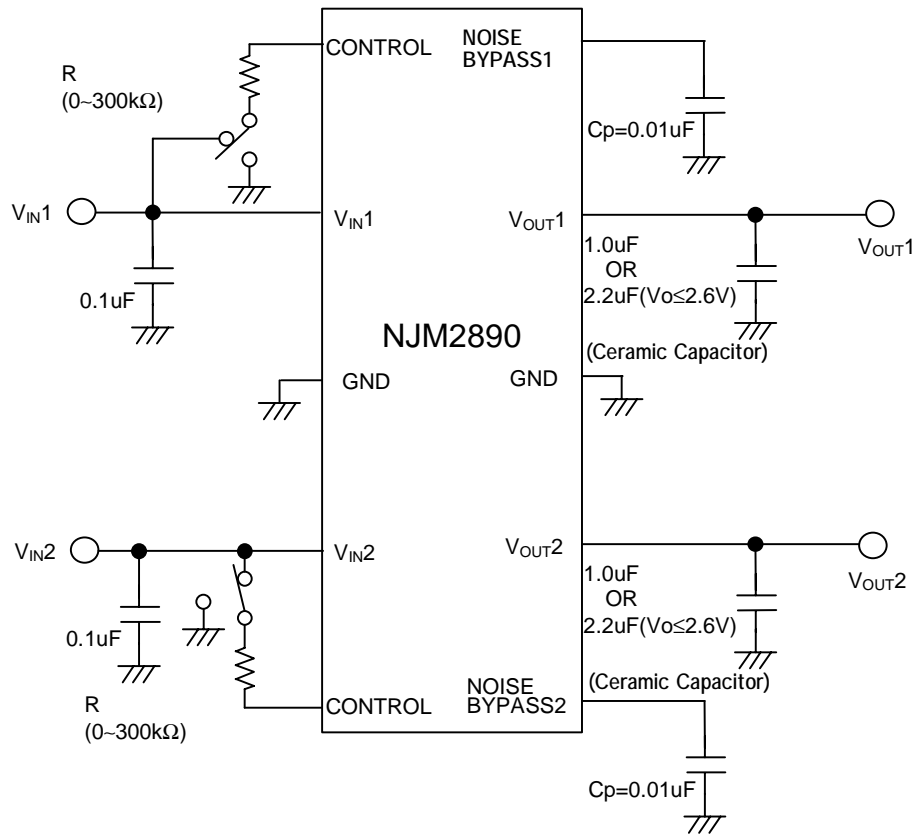 CONTROL
NOISE
BYPASS1
R
(0~300kΩ)
Cp=0.01uF
VIN1
VIN1
VOUT1
VOUT1
0.1uF
1.0uF
OR
2.2uF(Vo≤2.6V)
NJM2890
(Ceramic Capacitor)
GND
GND
VIN2
VIN2
VOUT2
VOUT2
0.1uF
1.0uF
OR
2.2uF(Vo≤2.6V)
R
(0~300kΩ)
CONTROL
NOISE
BYPASS2
(Ceramic Capacitor)
Cp=0.01uF